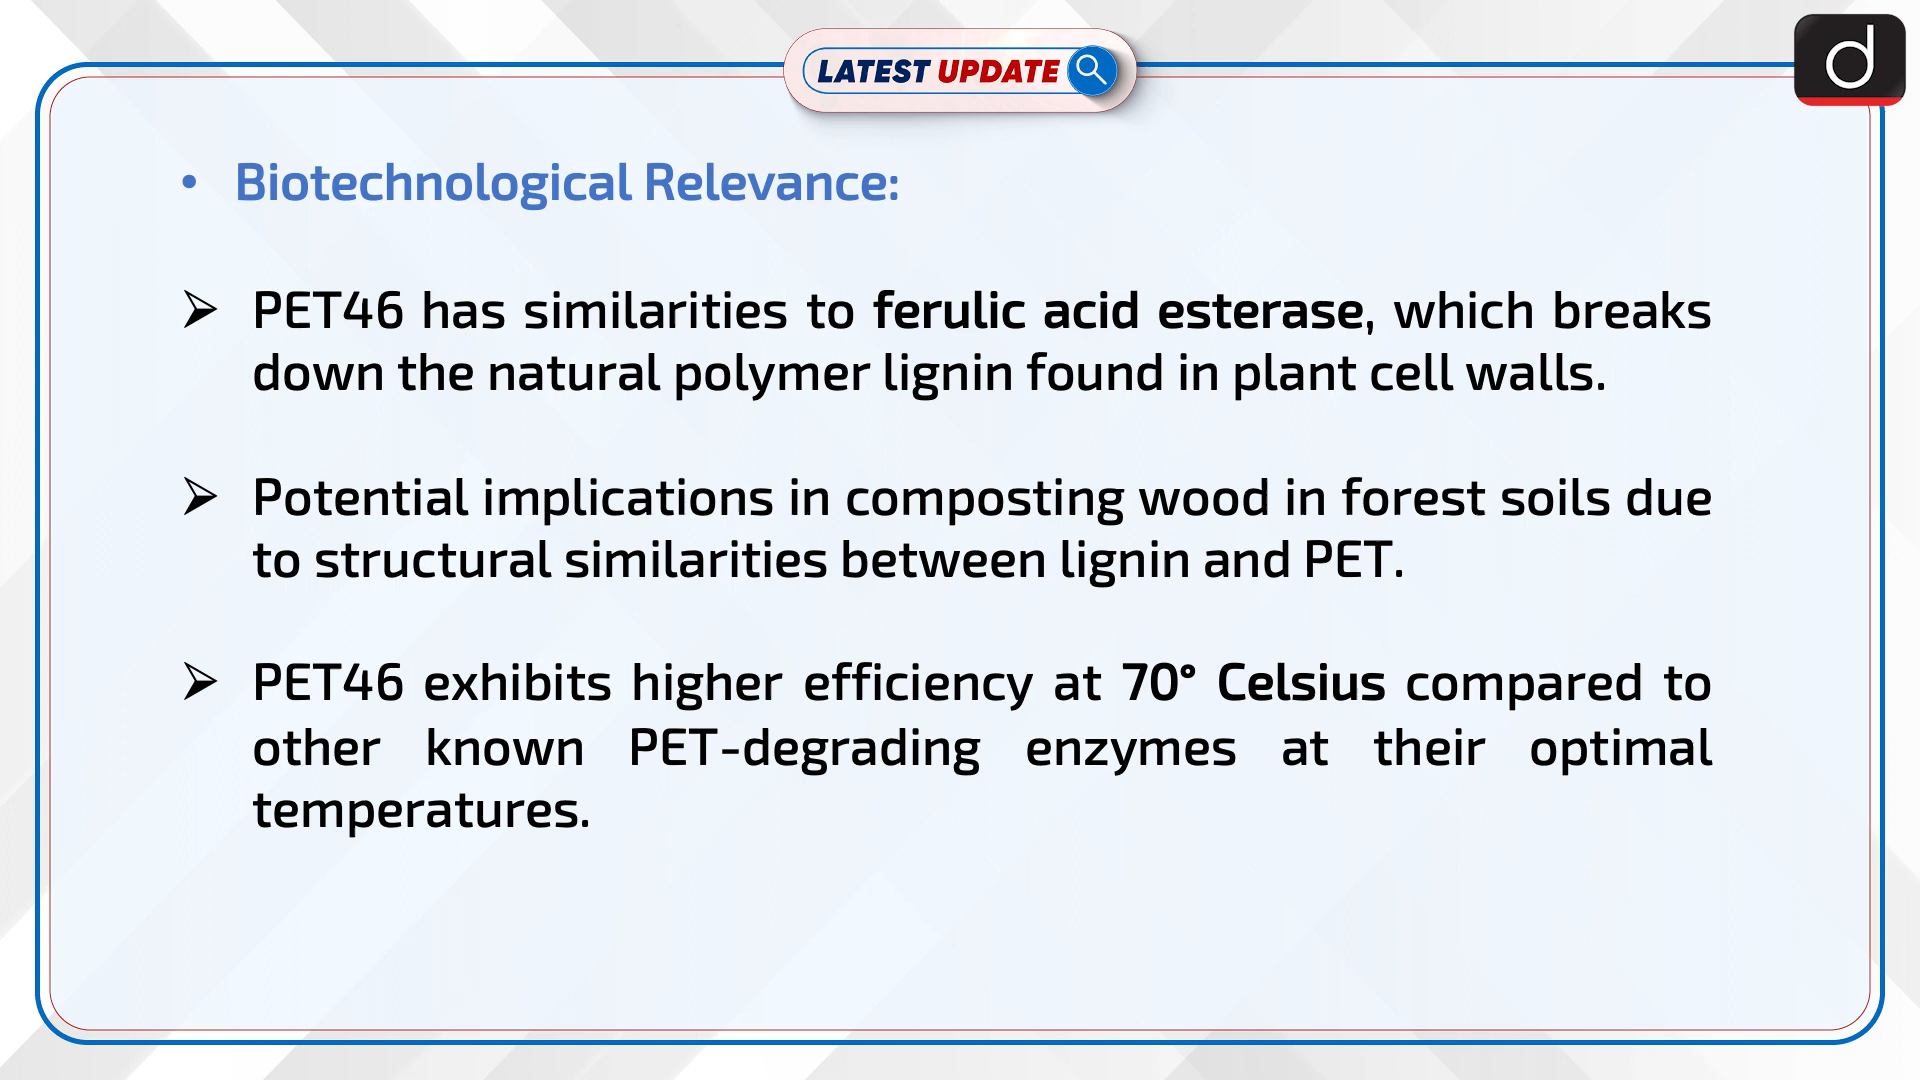 LATEST UPDATE
d
• Biotechnological Relevance:
➢ PET46 has similarities to ferulic acid esterase, which breaks
down the natural polymer lignin found in plant cell walls.
➢ Potential implications in composting wood in forest soils due
to structural similarities between lignin and PET.
➢ PET46 exhibits higher efficiency at 70° Celsius compared to
other known PET-degrading enzymes at their optimal
temperatures.